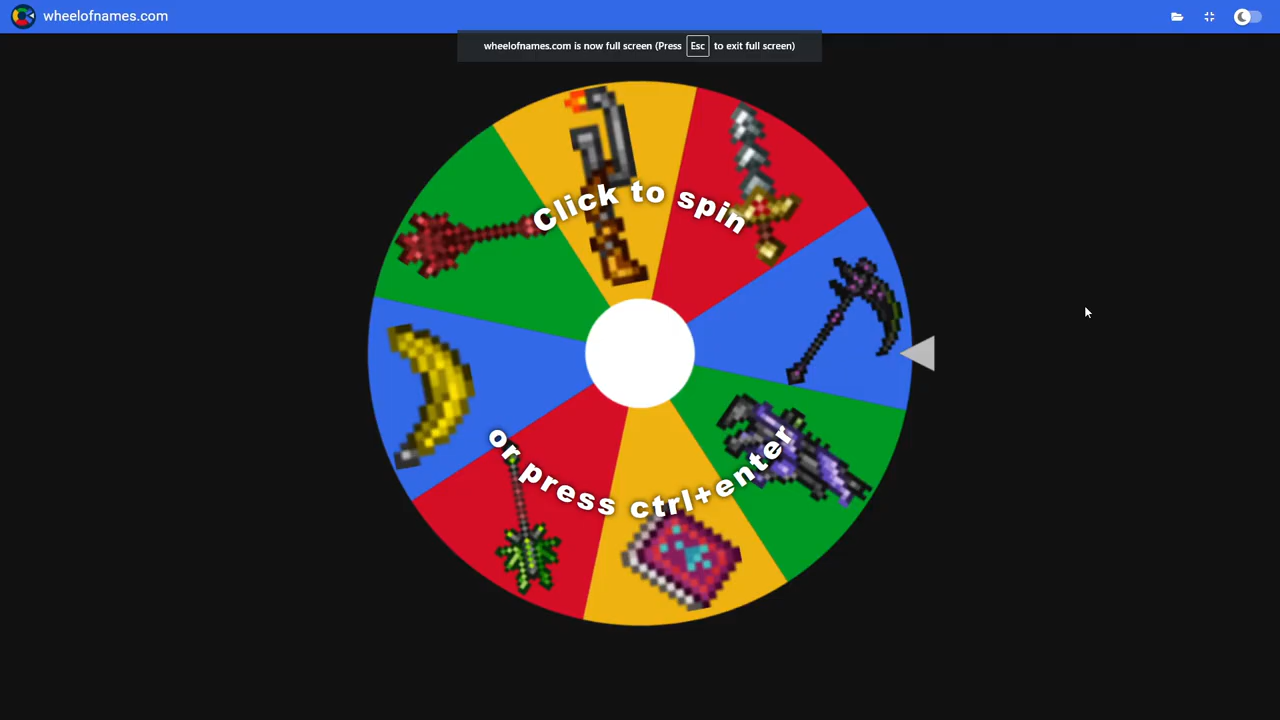 wheelofnames.com
wheelofnames.com is now full screen (Press Esc to exit full screen)
Click to spin
or press ctrl+enter